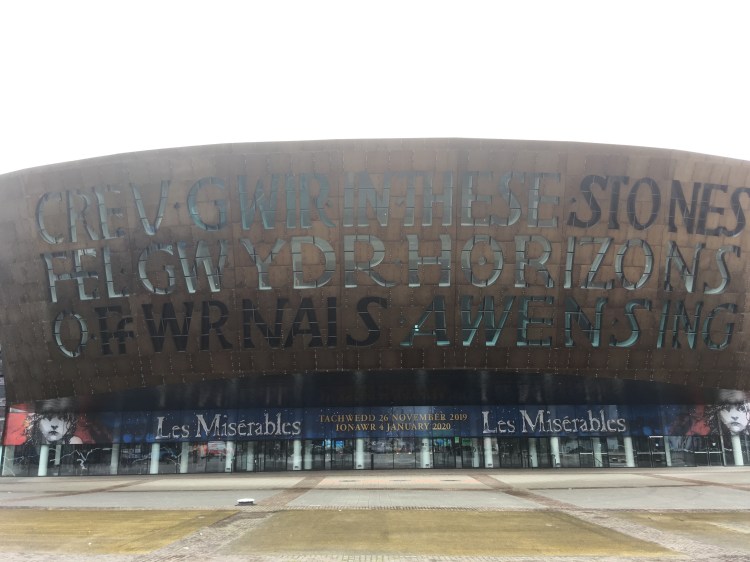 CREU GWIR IN THESE STONES
FEL GWYDR HORIZONS
O FFWRNAIS AWEN SING
Les Misérables
TACHWEDD 26 NOVEMBER 2019
IONAWR 4 JANUARY 2020
Les Misérables